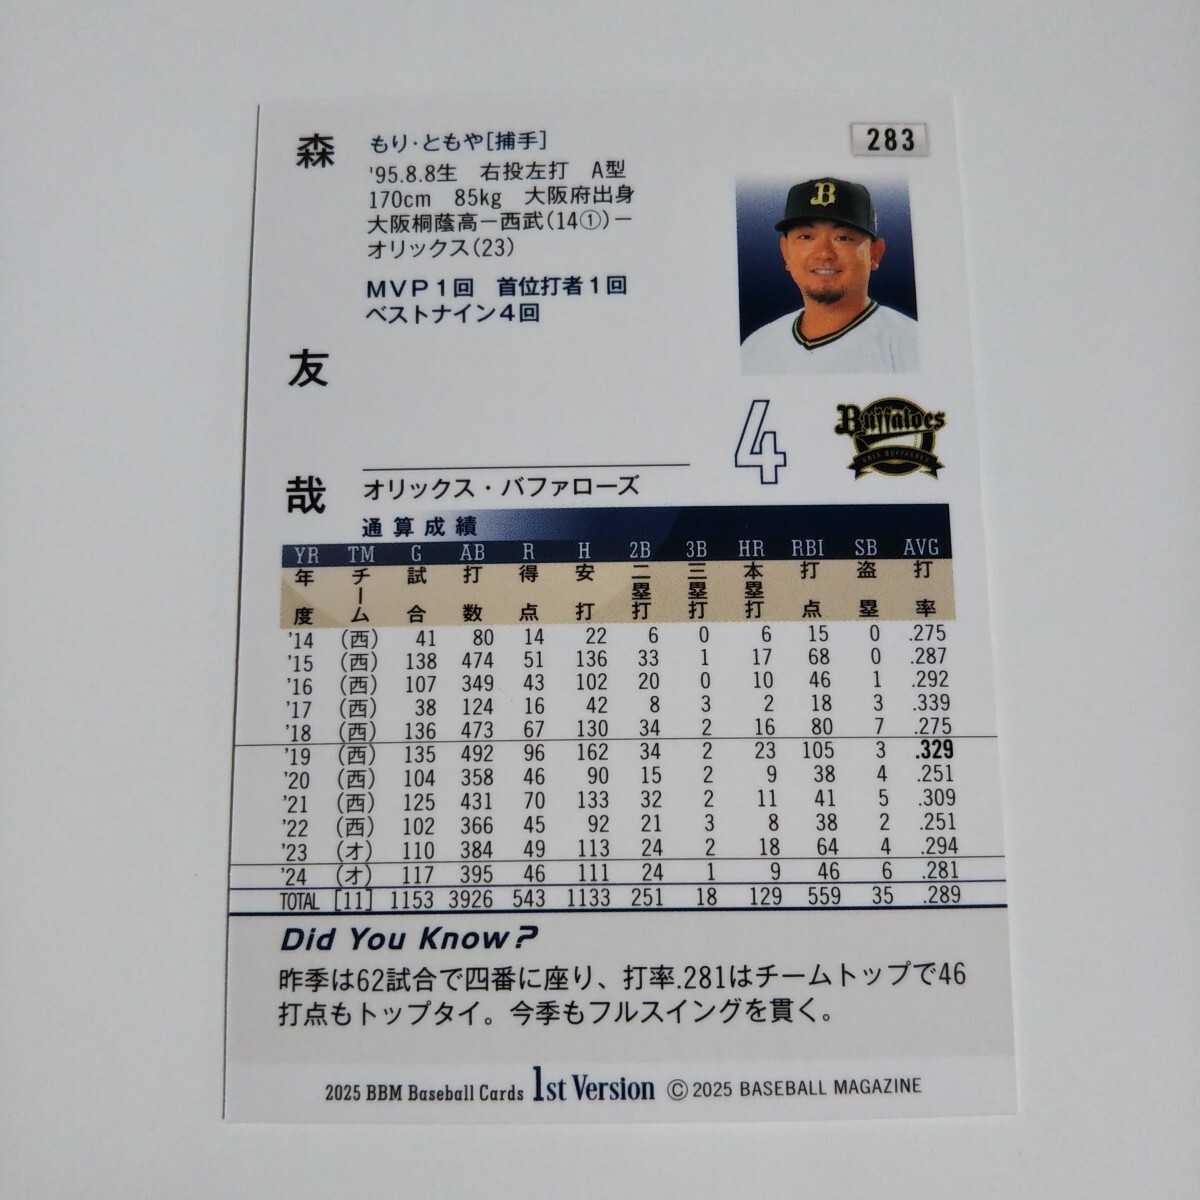 森友哉
もり・ともや[捕手]
'95.8.8生 右投左打 A型
170cm 85kg 大阪府出身
大阪桐蔭高－西武(14①)－
オリックス(23)
MVP1回 首位打者1回
ベストナイン4回
283
B
4
Buffaloes
ORIX BUFFALOES
オリックス・バファローズ
通算成績
YR TM G AB R H 2B 3B HR RBI SB AVG
年度 チーム 試合 打数 得点 安打 二塁打 三塁打 本塁打 打点 盗塁 打率
'14 (西) 41 80 14 22 6 0 6 15 0 .275
'15 (西) 138 474 51 136 33 1 17 68 0 .287
'16 (西) 107 349 43 102 20 0 10 46 1 .292
'17 (西) 38 124 16 42 8 3 2 18 3 .339
'18 (西) 136 473 67 130 34 2 16 80 7 .275
'19 (西) 135 492 96 162 34 2 23 105 3 .329
'20 (西) 104 358 46 90 15 2 9 38 4 .251
'21 (西) 125 431 70 133 32 2 11 41 5 .309
'22 (西) 102 366 45 92 21 3 8 38 2 .251
'23 (オ) 110 384 49 113 24 2 18 64 4 .294
'24 (オ) 117 395 46 111 24 1 9 46 6 .281
TOTAL [11] 1153 3926 543 1133 251 18 129 559 35 .289
Did You Know?
昨季は62試合で四番に座り、打率.281はチームトップで46
打点もトップタイ。今季もフルスイングを貫く。
2025 BBM Baseball Cards 1st Version © 2025 BASEBALL MAGAZINE